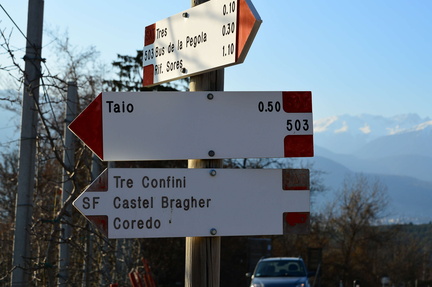 Tres 0.10
503 Bus de la Pegola 0.30
Rif. Sores 1.10
Taio 0.50
503
Tre Confini
SF Castel Bragher
Coredo